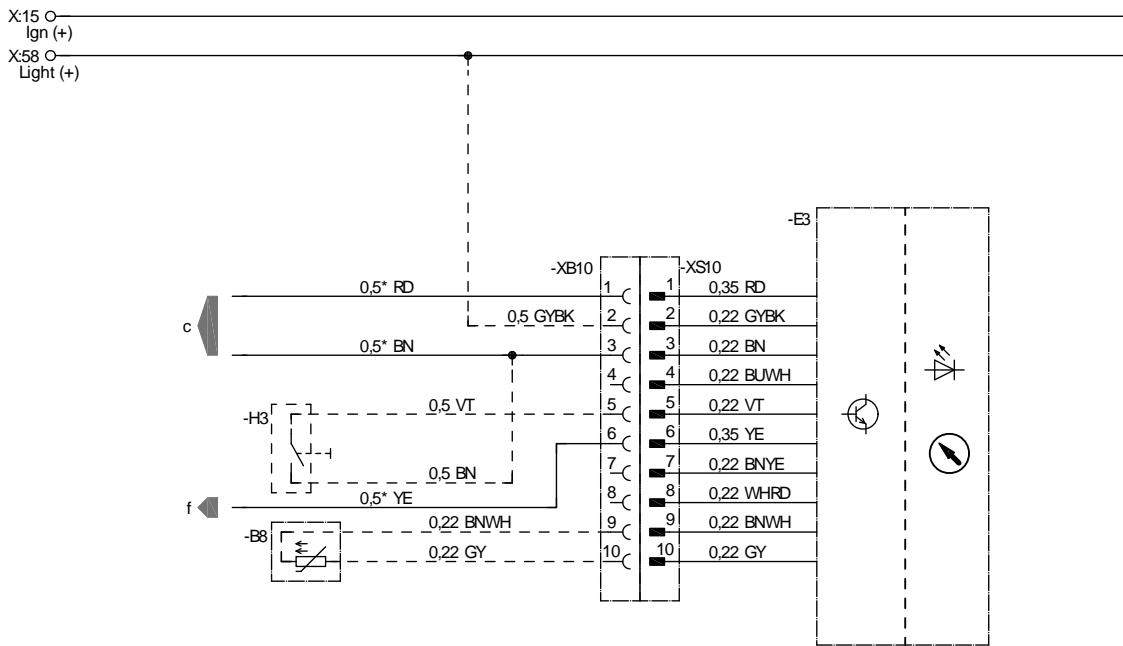 X:15
Ign (+)
X:58
Light (+)
-E3
-XB10
-XS10
0,5* RD
1
1
0,35 RD
0,5 GYBK
2
2
0,22 GYBK
c
0,5* BN
3
3
0,22 BN
4
4
0,22 BUWH
-H3
0,5 VT
5
5
0,22 VT
6
6
0,35 YE
0,5 BN
7
7
0,22 BNYE
f
0,5* YE
8
8
0,22 WHRD
-B8
0,22 BNWH
9
9
0,22 BNWH
0,22 GY
10
10
0,22 GY